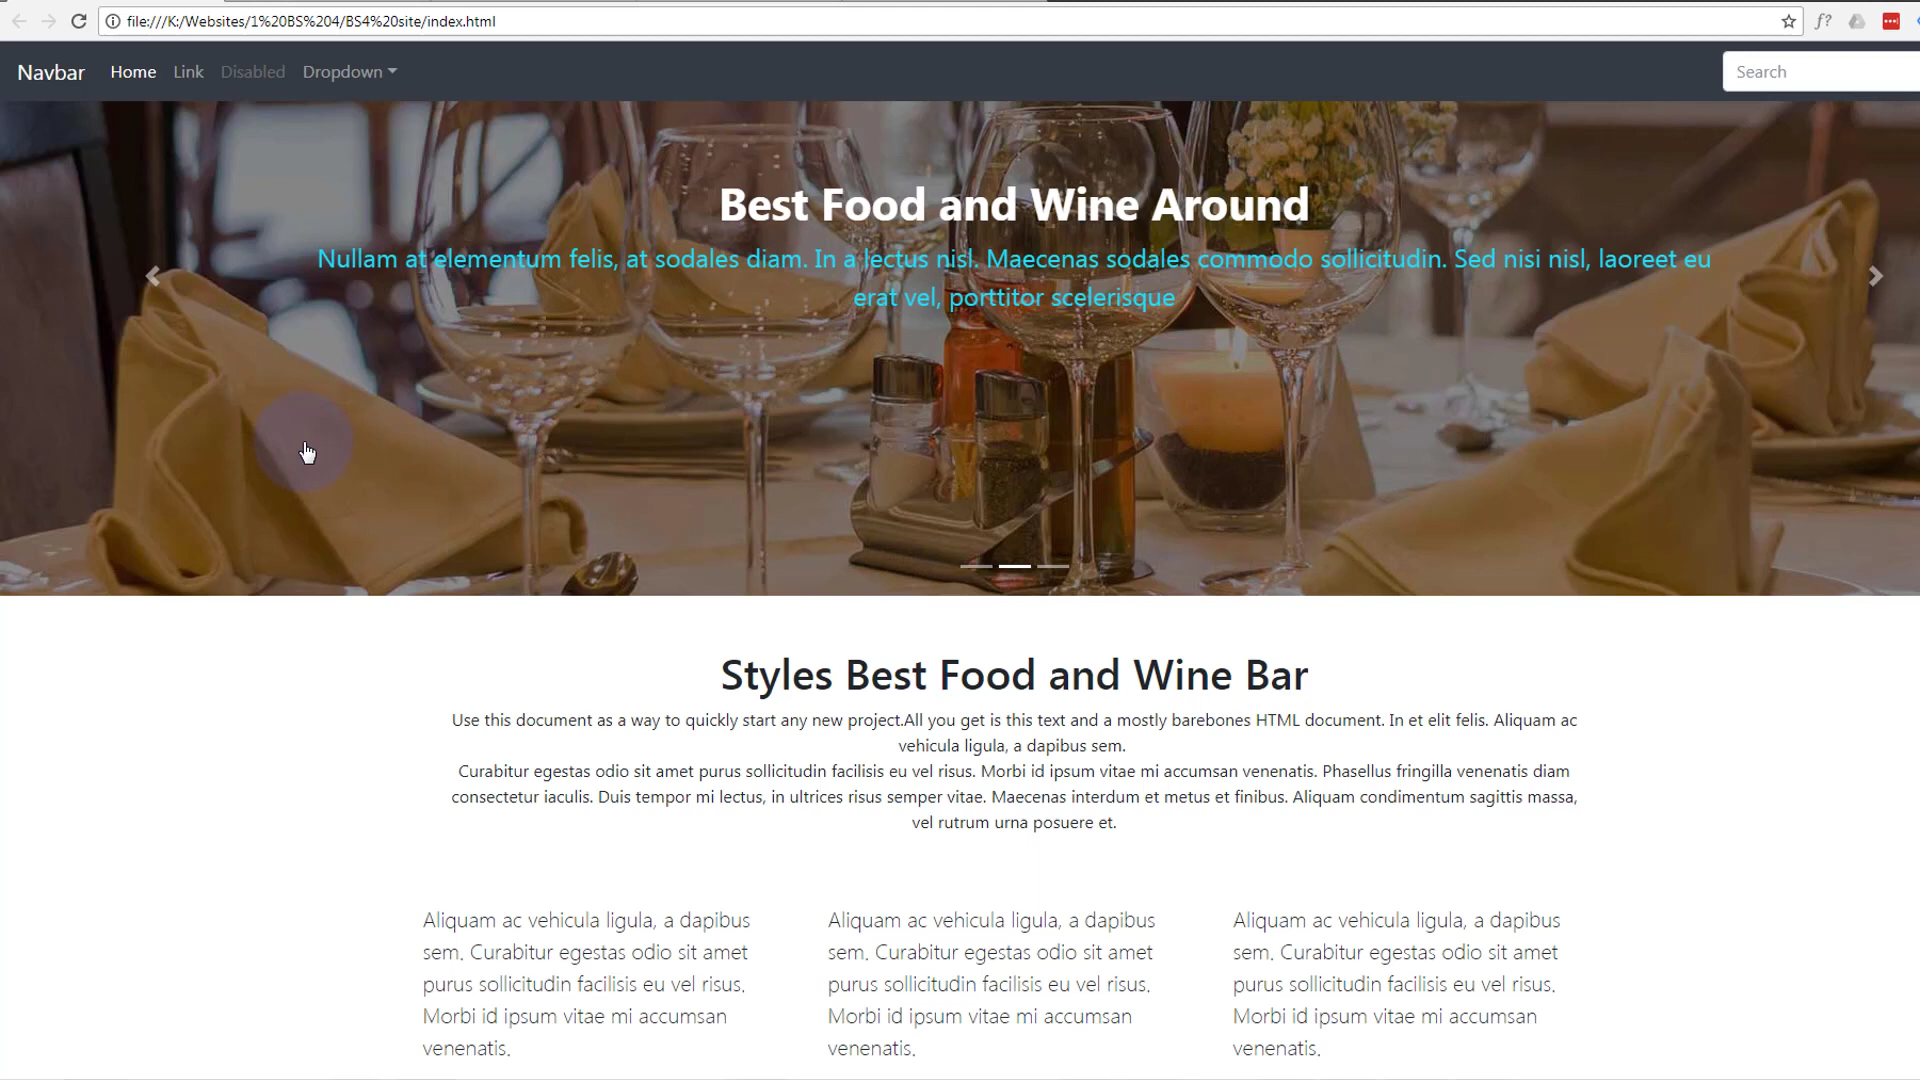 file:///K:/Websites/1%20BS%204/BS4%20site/index.html
f?
Navbar Home Link Disabled Dropdown Search
Best Food and Wine Around
Nullam at elementum felis, at sodales diam. In a lectus nisl. Maecenas sodales commodo sollicitudin. Sed nisi nisl, laoreet eu
erat vel, porttitor scelerisque
Styles Best Food and Wine Bar
Use this document as a way to quickly start any new project.All you get is this text and a mostly barebones HTML document. In et elit felis. Aliquam ac
vehicula ligula, a dapibus sem.
Curabitur egestas odio sit amet purus sollicitudin facilisis eu vel risus. Morbi id ipsum vitae mi accumsan venenatis. Phasellus fringilla venenatis diam
consectetur iaculis. Duis tempor mi lectus, in ultrices risus semper vitae. Maecenas interdum et metus et finibus. Aliquam condimentum sagittis massa,
vel rutrum urna posuere et.
Aliquam ac vehicula ligula, a dapibus
sem. Curabitur egestas odio sit amet
purus sollicitudin facilisis eu vel risus.
Morbi id ipsum vitae mi accumsan
venenatis.
Aliquam ac vehicula ligula, a dapibus
sem. Curabitur egestas odio sit amet
purus sollicitudin facilisis eu vel risus.
Morbi id ipsum vitae mi accumsan
venenatis.
Aliquam ac vehicula ligula, a dapibus
sem. Curabitur egestas odio sit amet
purus sollicitudin facilisis eu vel risus.
Morbi id ipsum vitae mi accumsan
venenatis.